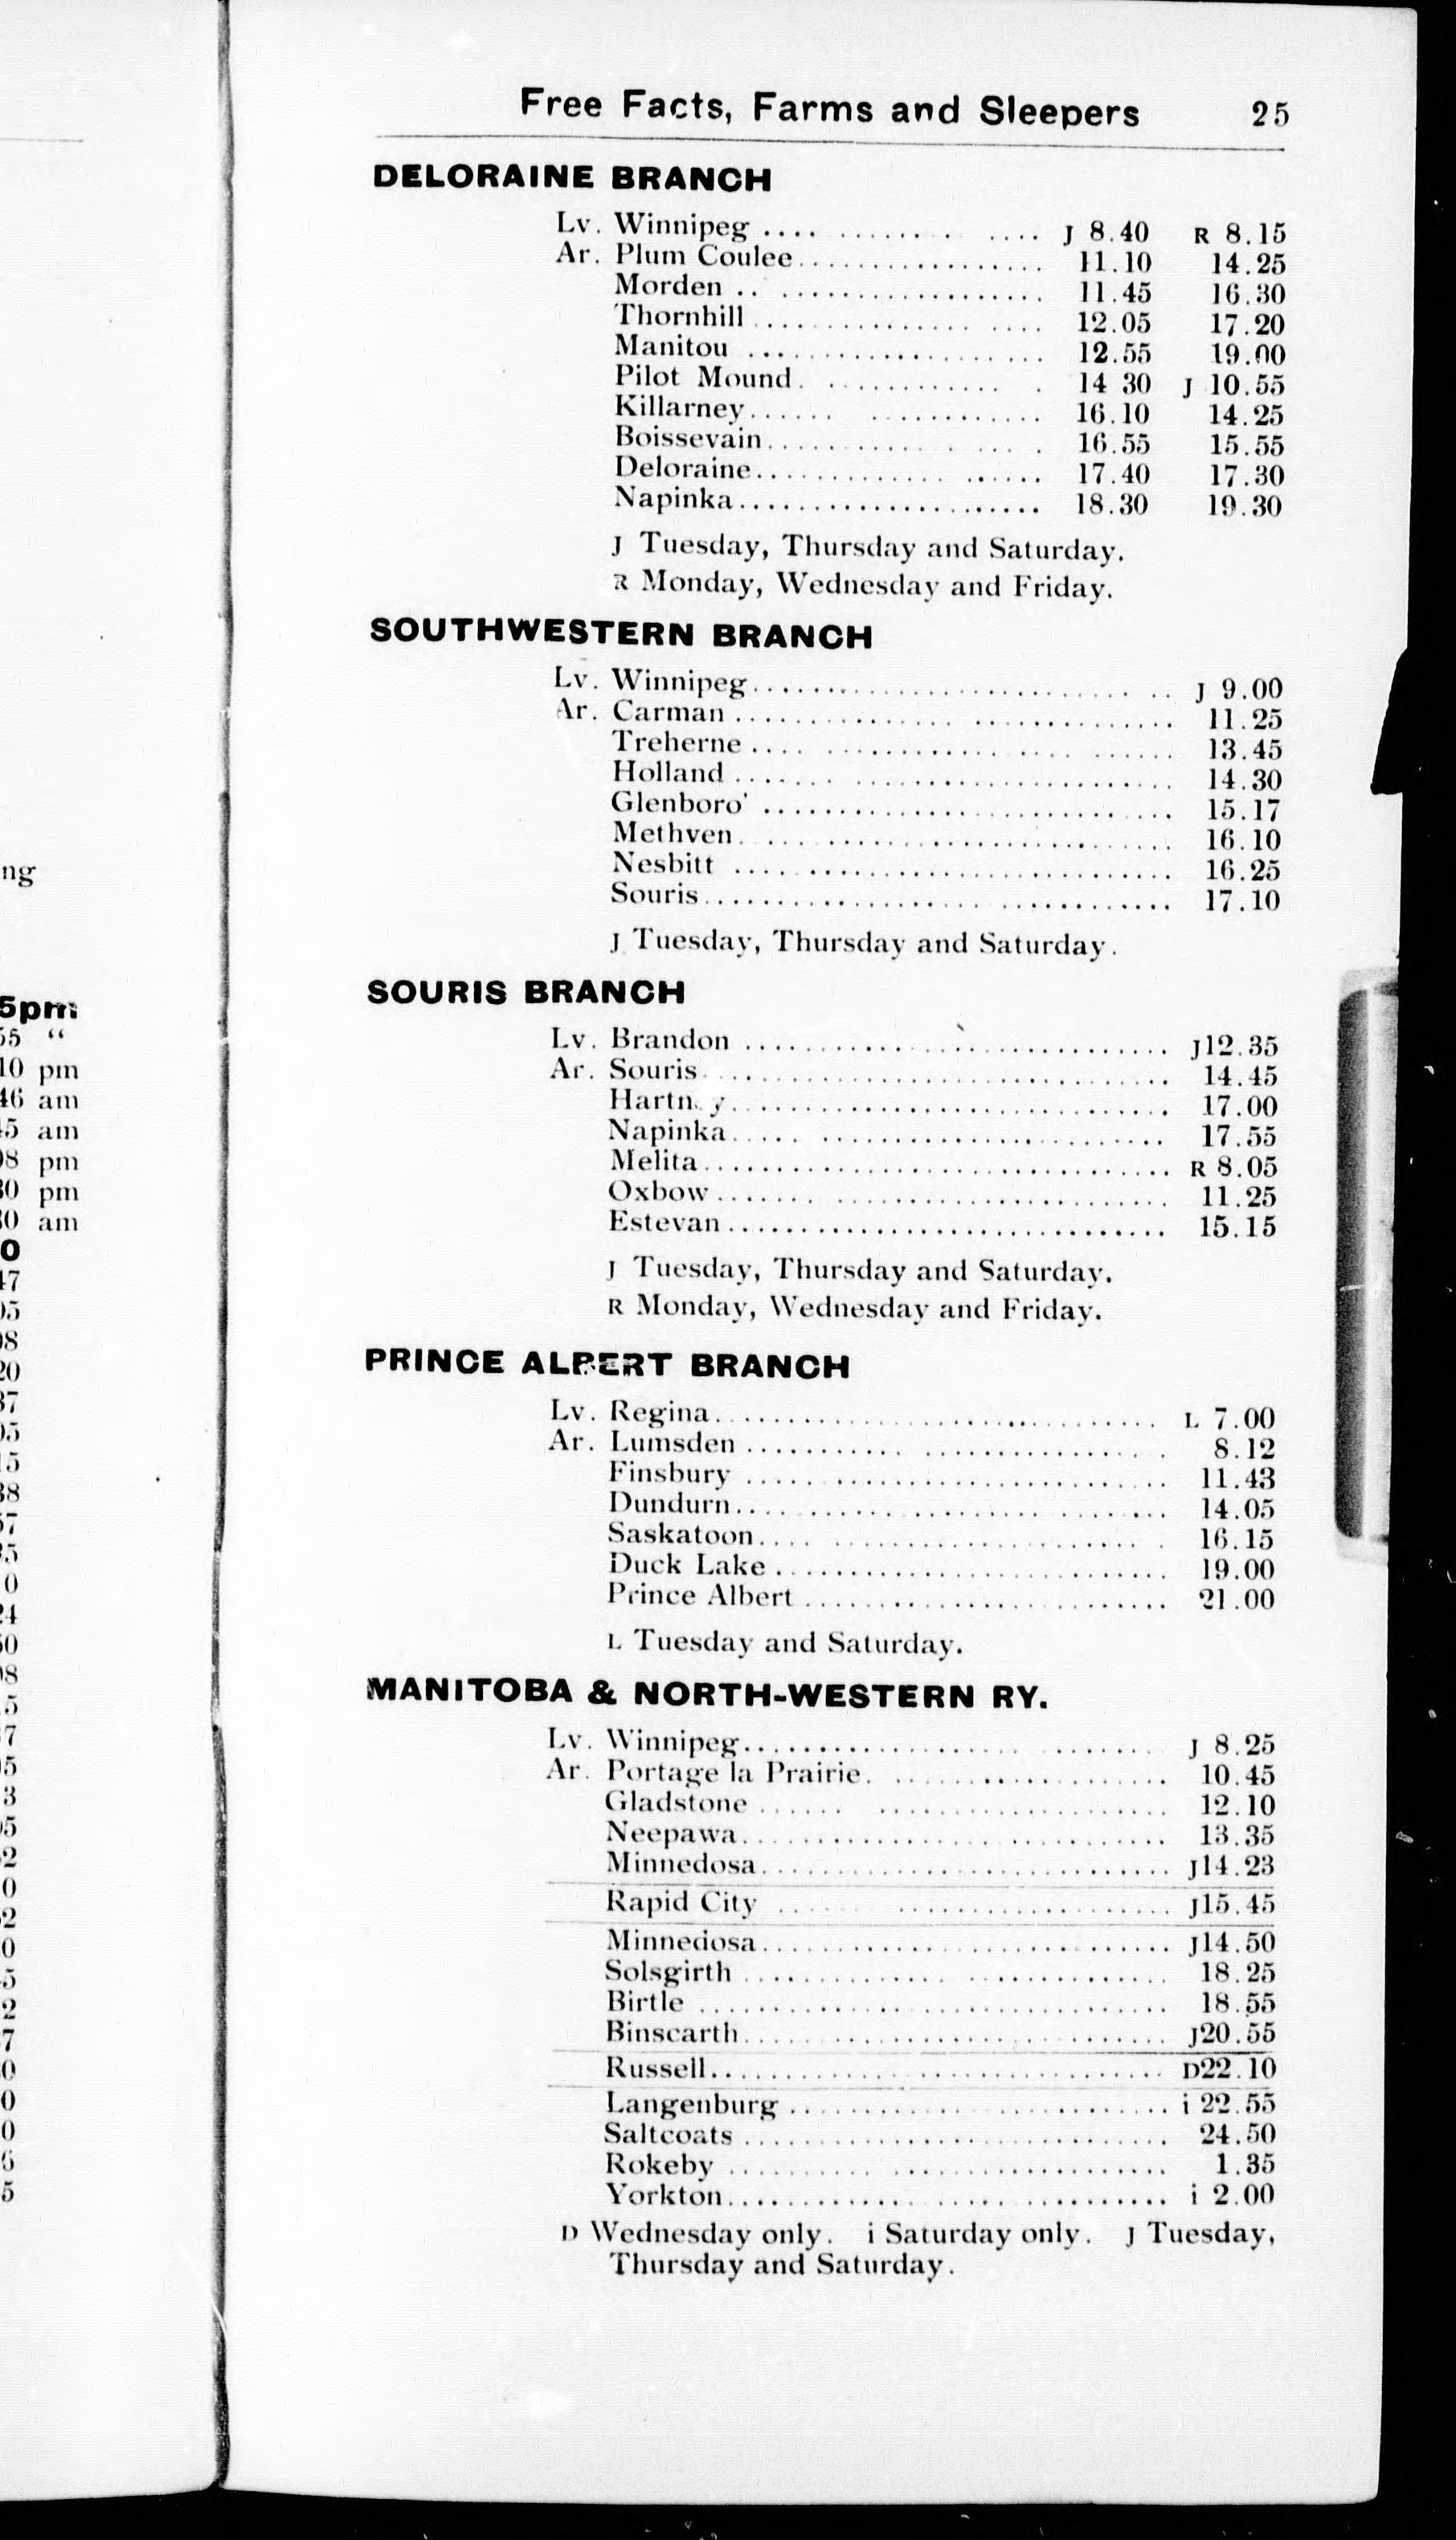 Free Facts, Farms and Sleepers 25
DELORAINE BRANCH
Lv. Winnipeg .... J 8.40 R 8.15
Ar. Plum Coulee.... 11.10 14.25
Morden .... 11.45 16.30
Thornhill .... 12.05 17.20
Manitou .... 12.55 19.00
Pilot Mound .... 14 30 J 10.55
Killarney.... 16.10 14.25
Boissevain.... 16.55 15.55
Deloraine.... 17.40 17.30
Napinka.... 18.30 19.30
J Tuesday, Thursday and Saturday.
R Monday, Wednesday and Friday.
SOUTHWESTERN BRANCH
Lv. Winnipeg.... J 9.00
Ar. Carman .... 11.25
Treherne .... 13.45
Holland .... 14.30
Glenboro' .... 15.17
Methven .... 16.10
Nesbitt .... 16.25
Souris.... 17.10
J Tuesday, Thursday and Saturday.
SOURIS BRANCH
Lv. Brandon .... J12.35
Ar. Souris .... 14.45
Hartn y.... 17.00
Napinka.... 17.55
Melita.... R 8.05
Oxbow.... 11.25
Estevan.... 15.15
J Tuesday, Thursday and Saturday.
R Monday, Wednesday and Friday.
PRINCE ALBERT BRANCH
Lv. Regina.... L 7.00
Ar. Lumsden .... 8.12
Finsbury .... 11.43
Dundurn.... 14.05
Saskatoon.... 16.15
Duck Lake.... 19.00
Prince Albert .... 21.00
L Tuesday and Saturday.
MANITOBA & NORTH-WESTERN RY.
Lv. Winnipeg.... J 8.25
Ar. Portage la Prairie.... 10.45
Gladstone .... 12.10
Neepawa.... 13.35
Minnedosa.... J14.23
Rapid City .... J15.45
Minnedosa.... J14.50
Solsgirth .... 18.25
Birtle .... 18.55
Binscarth.... J20.55
Russell.... D22.10
Langenburg .... i 22.55
Saltcoats .... 24.50
Rokeby .... 1.35
Yorkton.... i 2.00
D Wednesday only. i Saturday only. J Tuesday,
Thursday and Saturday.